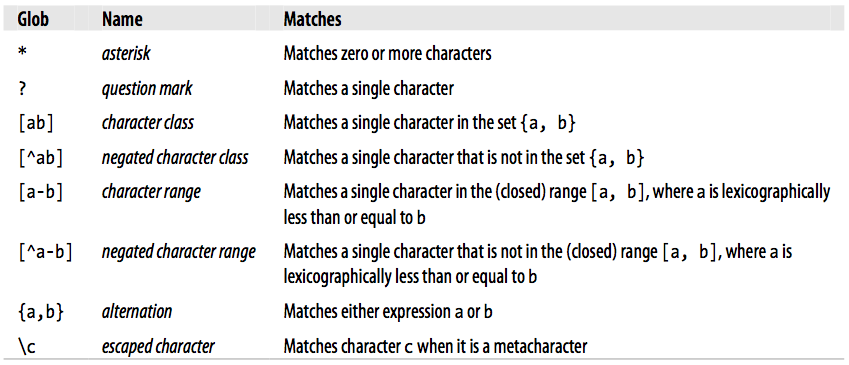 Glob Name Matches
* asterisk Matches zero or more characters
? question mark Matches a single character
[ab] character class Matches a single character in the set {a, b}
[^ab] negated character class Matches a single character that is not in the set {a, b}
[a-b] character range Matches a single character in the (closed) range [a, b], where a is lexicographically
less than or equal to b
[^a-b] negated character range Matches a single character that is not in the (closed) range [a, b], where a is
lexicographically less than or equal to b
{a,b} alternation Matches either expression a or b
\c escaped character Matches character c when it is a metacharacter